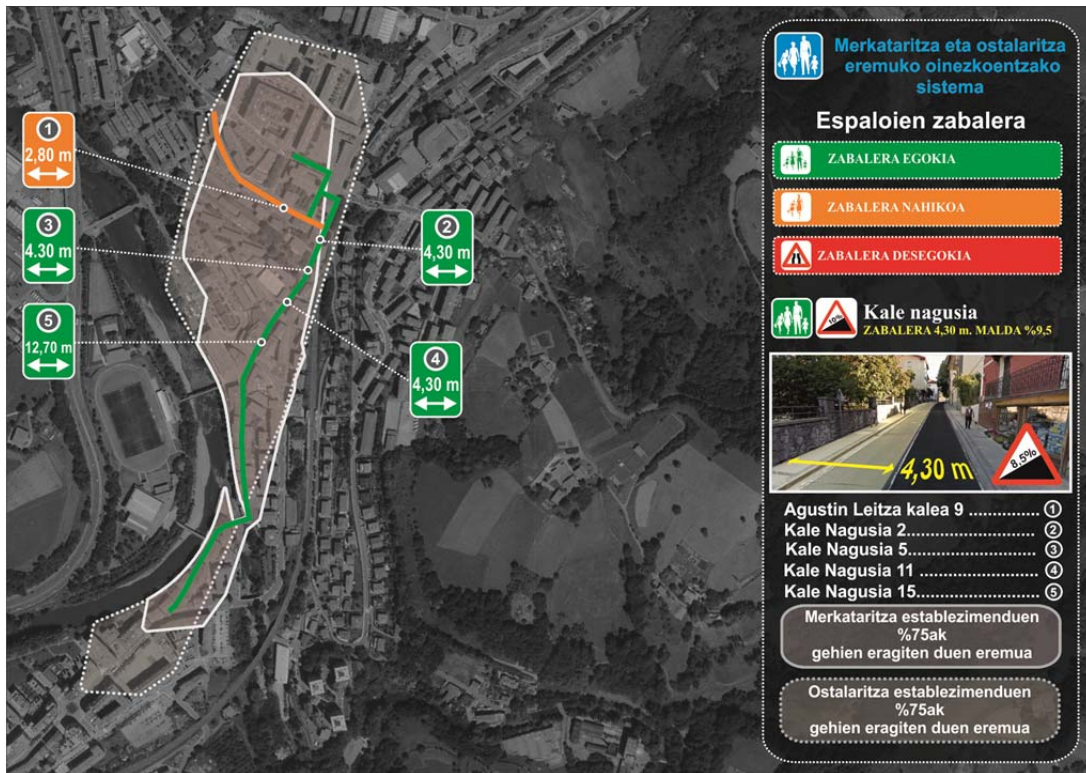 1
2,80 m
3
4.30 m
5
12,70 m
2
4,30 m
4
4,30 m
Merkataritza eta ostalaritza
eremuko oinezkoentzako
sistema
Espaloien zabalera
ZABALERA EGOKIA
ZABALERA NAHIKOA
ZABALERA DESEGOKIA
10%
Kale nagusia
ZABALERA 4,30 m. MALDA %9,5
4,30 m
8,5%
Agustin Leitza kalea 9 .............. 1
Kale Nagusia 2........................ 2
Kale Nagusia 5....................... 3
Kale Nagusia 11 ..................... 4
Kale Nagusia 15...................... 5
Merkataritza establezimenduen
%75ak
gehien eragiten duen eremua
Ostalaritza establezimenduen
%75ak
gehien eragiten duen eremua